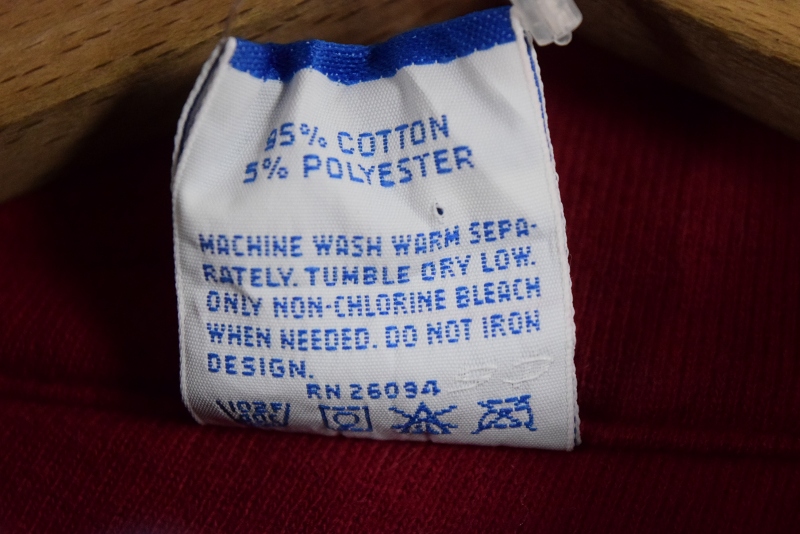 95% COTTON
5% POLYESTER
MACHINE WASH WARM SEPA-
RATELY. TUMBLE DRY LOW.
ONLY NON-CHLORINE BLEACH
WHEN NEEDED. DO NOT IRON
DESIGN.
RN 26094
105F